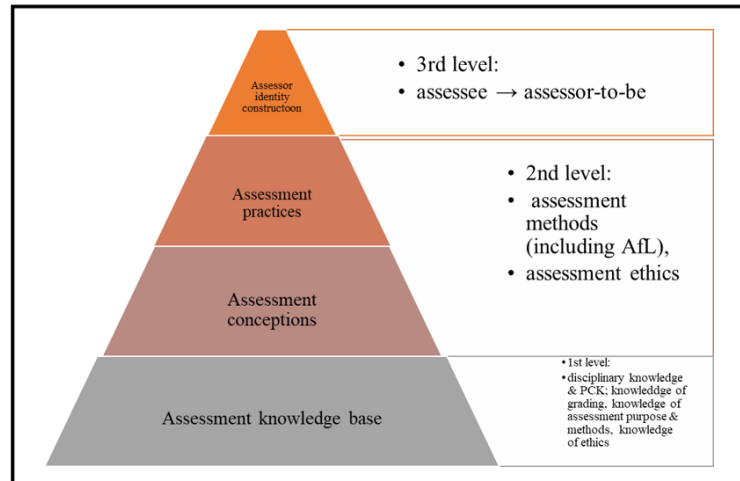 Assessor
identity
constructoon
• 3rd level:
• assessee → assessor-to-be
Assessment
practices
• 2nd level:
• assessment
methods
(including AfL),
• assessment ethics
Assessment
conceptions
Assessment knowledge base
• 1st level:
• disciplinary knowledge
& PCK; knowleddge of
grading, knowledge of
assessment purpose &
methods, knowledge
of ethics